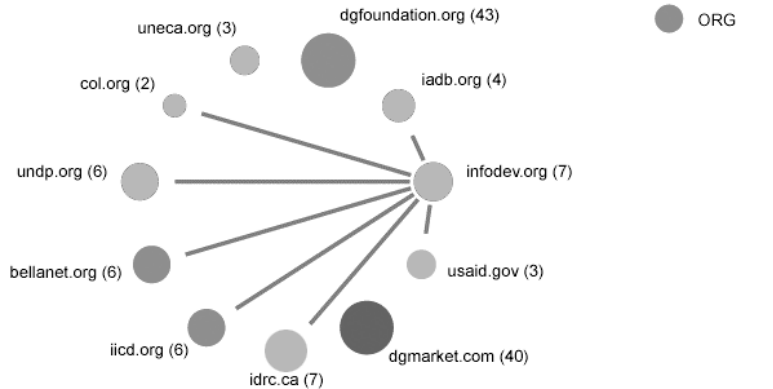 dgfoundation.org (43)
ORG
uneca.org (3)
col.org (2)
iadb.org (4)
undp.org (6)
infodev.org (7)
bellanet.org (6)
usaid.gov (3)
iicd.org (6)
dgmarket.com (40)
idrc.ca (7)